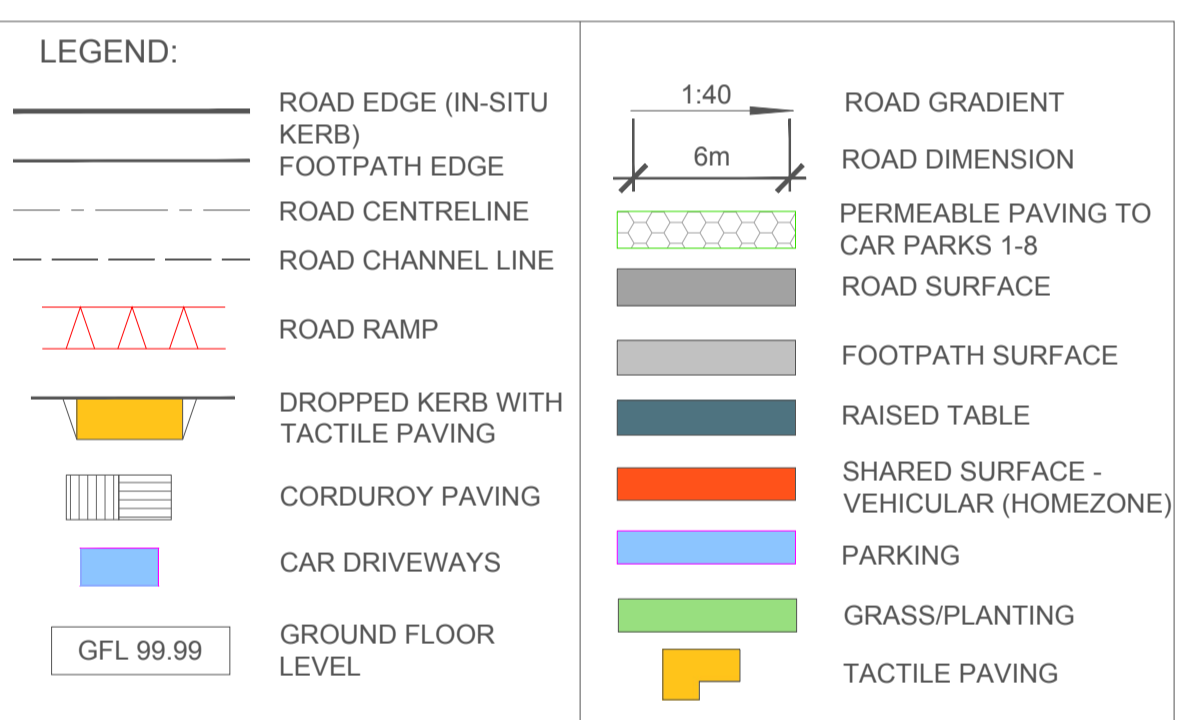 LEGEND:
ROAD EDGE (IN-SITU
KERB)
FOOTPATH EDGE
ROAD CENTRELINE
ROAD CHANNEL LINE
ROAD RAMP
DROPPED KERB WITH
TACTILE PAVING
CORDUROY PAVING
CAR DRIVEWAYS
GFL 99.99
GROUND FLOOR
LEVEL
1:40
ROAD GRADIENT
6m
ROAD DIMENSION
PERMEABLE PAVING TO
CAR PARKS 1-8
ROAD SURFACE
FOOTPATH SURFACE
RAISED TABLE
SHARED SURFACE -
VEHICULAR (HOMEZONE)
PARKING
GRASS/PLANTING
TACTILE PAVING